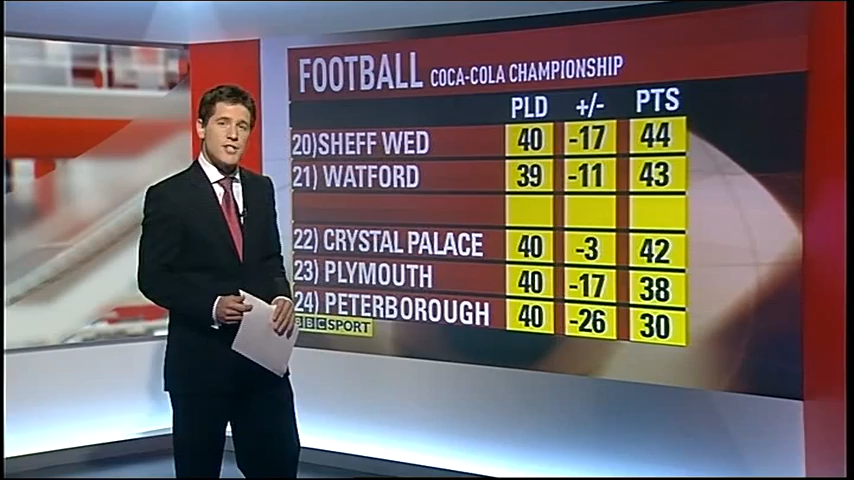 FOOTBALL COCA-COLA CHAMPIONSHIP
PLD +/- PTS
20) SHEFF WED 40 -17 44
21) WATFORD 39 -11 43
22) CRYSTAL PALACE 40 -3 42
23) PLYMOUTH 40 -17 38
24) PETERBOROUGH 40 -26 30
BBC SPORT